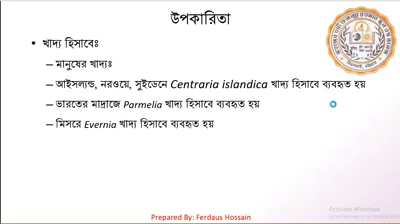 উপকারিতা
• খাদ্য হিসাবেঃ
– মানুষের খাদ্যঃ
– আইসল্যন্ড, নরওয়ে, সুইডেনে Centraria islandica খাদ্য হিসাবে ব্যবহৃত হয়
– ভারতের মাদ্রাজে Parmelia খাদ্য হিসাবে ব্যবহৃত হয়
– মিসরে Evernia খাদ্য হিসাবে ব্যবহৃত হয়
Activate Windows
Prepared By: Ferdaus Hossain